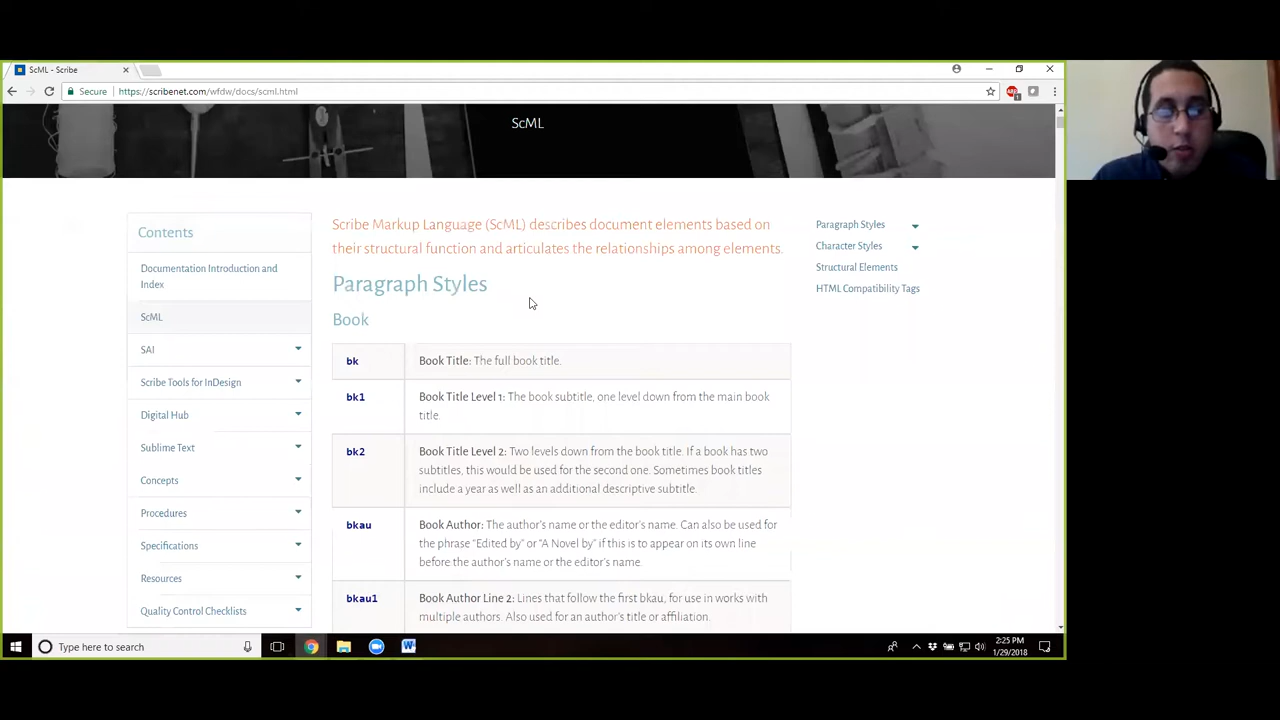 ScML - Scribe
Secure
https://scribenet.com/wfdw/docs/scml.html
ScML
Contents
Documentation Introduction and
Index
ScML
SAI
Scribe Tools for InDesign
Digital Hub
Sublime Text
Concepts
Procedures
Specifications
Resources
Quality Control Checklists
Scribe Markup Language (ScML) describes document elements based on
their structural function and articulates the relationships among elements.
Paragraph Styles
Book
bk
Book Title: The full book title.
bk1
Book Title Level 1: The book subtitle, one level down from the main book
title.
bk2
Book Title Level 2: Two levels down from the book title. If a book has two
subtitles, this would be used for the second one. Sometimes book titles
include a year as well as an additional descriptive subtitle.
bkau
Book Author: The author's name or the editor's name. Can also be used for
the phrase "Edited by" or "A Novel by" if this is to appear on its own line
before the author's name or the editor's name.
bkau1
Book Author Line 2: Lines that follow the first bkau, for use in works with
multiple authors. Also used for an author's title or affiliation.
Paragraph Styles
Character Styles
Structural Elements
HTML Compatibility Tags
Type here to search
2:25 PM
1/29/2018